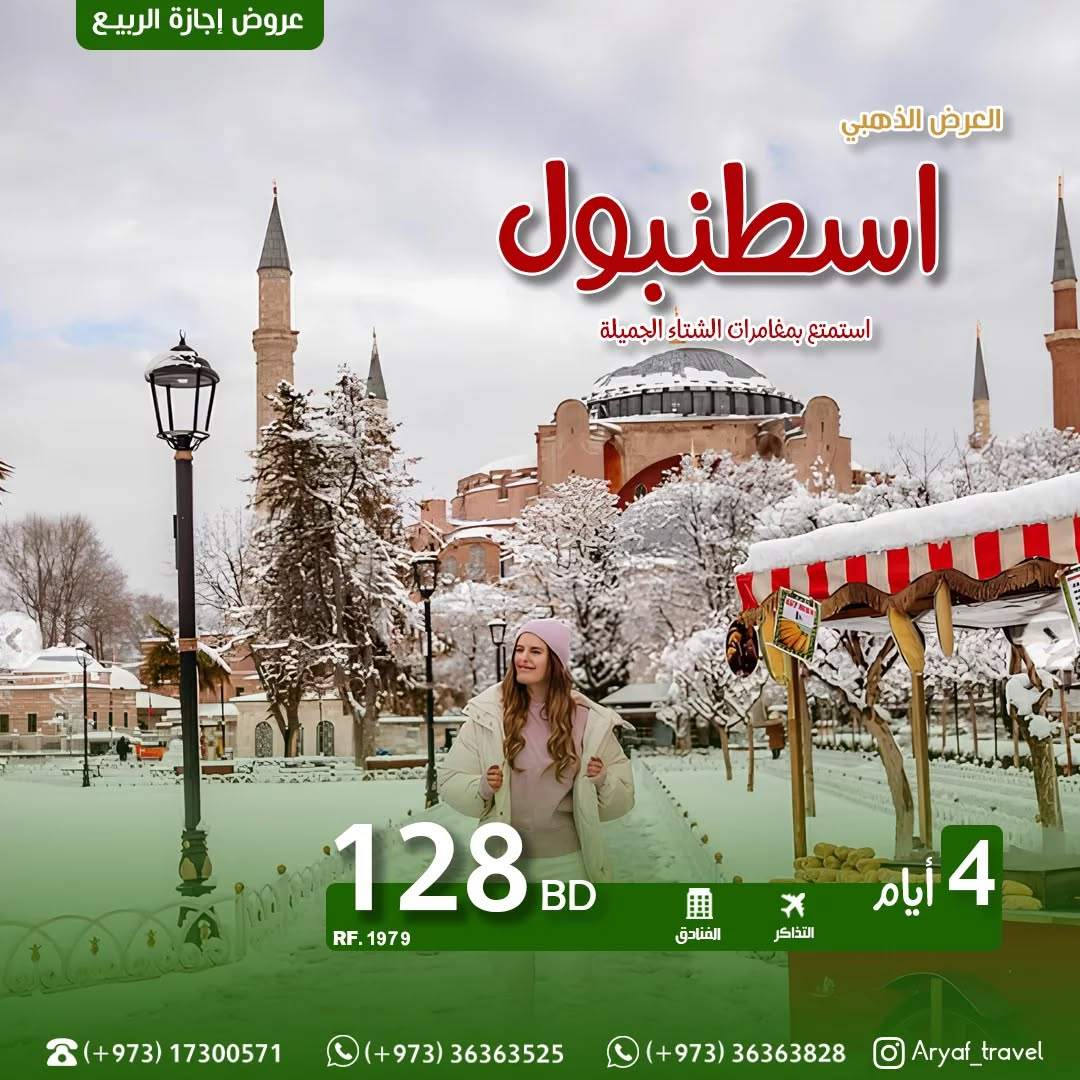 عروض إجازة الربيع
العرض الذهبي
اسطنبول
استمتع بمغامرات الشتاء الجميلة
4 أيام
التذاكر
الفنادق
128 BD
RF. 1979
(+973) 17300571
(+973) 36363525
(+973) 36363828
Aryaf_travel